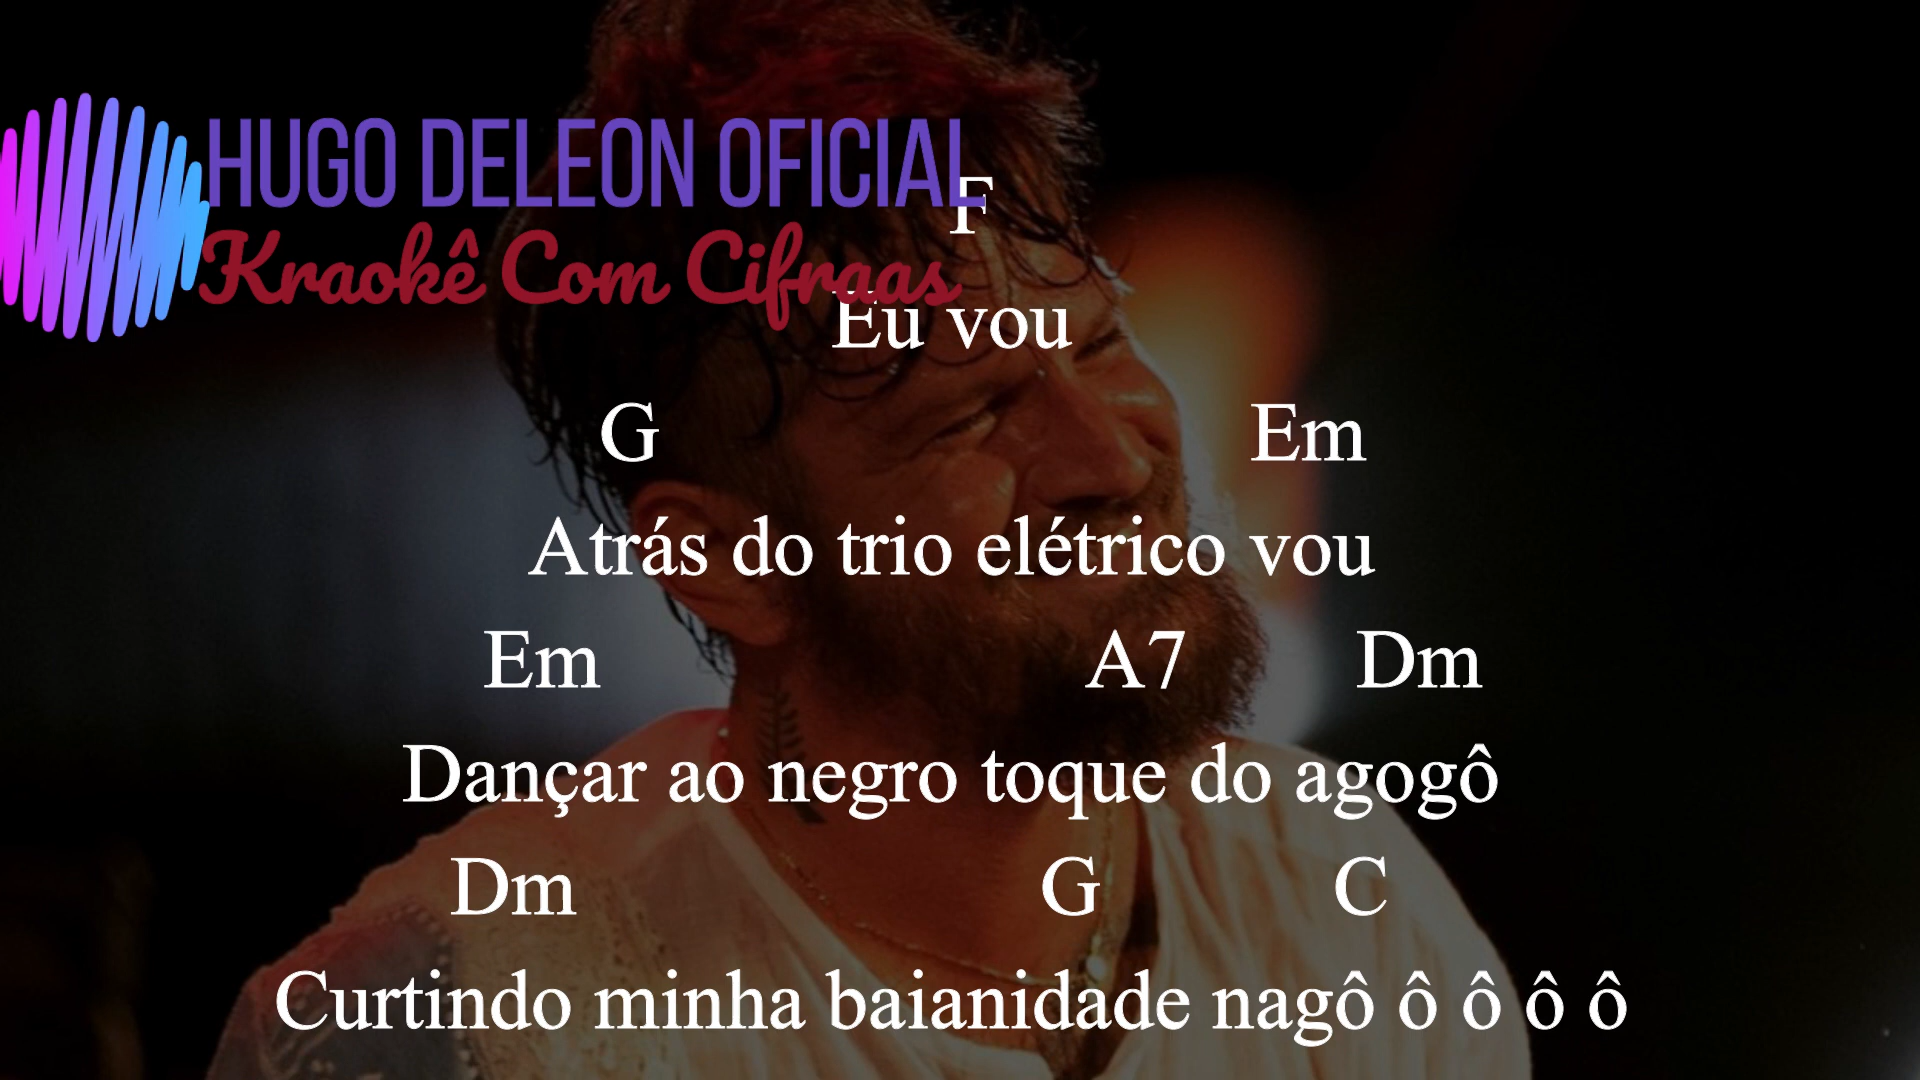 HUGO DELEON OFICIAL
Kraokê Com Cifraas
F
Eu vou
G Em
Atrás do trio elétrico vou
Em A7 Dm
Dançar ao negro toque do agogô
Dm G C
Curtindo minha baianidade nagô ô ô ô ô